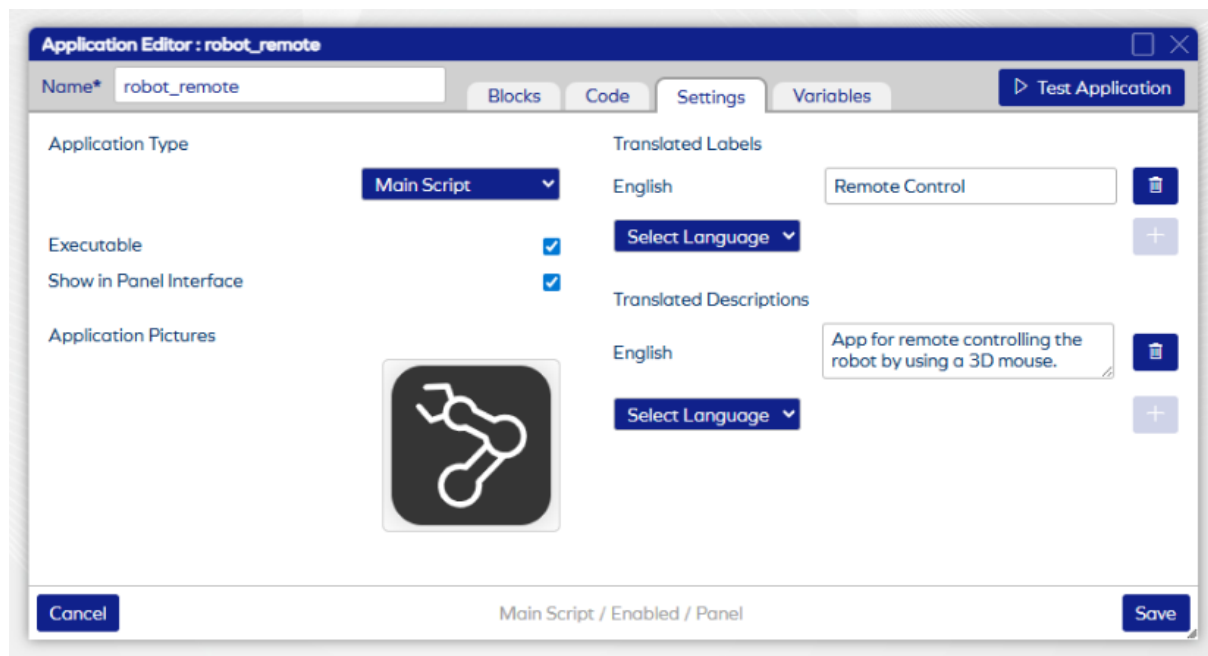 Application Editor : robot_remote
Name* robot_remote Blocks Code Settings Variables Test Application
Application Type
Main Script
Executable
Show in Panel Interface
Application Pictures
Translated Labels
English Remote Control
Select Language
Translated Descriptions
English
App for remote controlling the
robot by using a 3D mouse.
Select Language
Cancel Main Script / Enabled / Panel Save